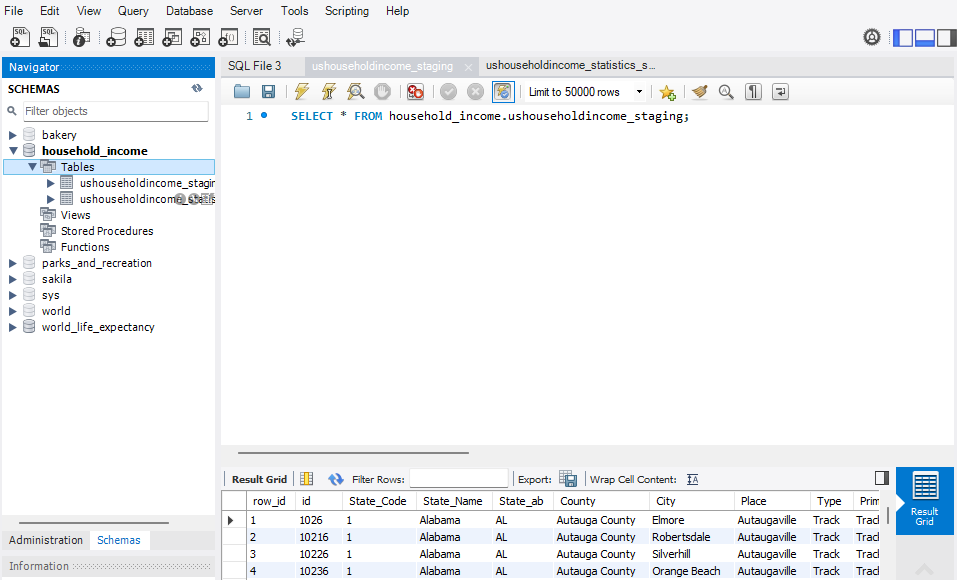 File Edit View Query Database Server Tools Scripting Help
Navigator
SCHEMAS
Filter objects
bakery
household_income
Tables
ushouseholdincome_stagin
Views
Stored Procedures
Functions
parks_and_recreation
sakila
sys
world
world_life_expectancy
Administration Schemas
Information
SQL File 3 ushouseholdincome_staging ushouseholdincome_statistics_s...
Limit to 50000 rows
1 SELECT * FROM household_income.ushouseholdincome_staging;
Result Grid Filter Rows: Export: Wrap Cell Content:
row_id id State_Code State_Name State_ab County City Place Type Prim
1 1026 1 Alabama AL Autauga County Elmore Autaugaville Track Trac
2 10216 1 Alabama AL Autauga County Robertsdale Autaugaville Track Trac
3 10226 1 Alabama AL Autauga County Silverhill Autaugaville Track Trac
4 10236 1 Alabama AL Autauga County Orange Beach Autaugaville Track Trac
Result
Grid